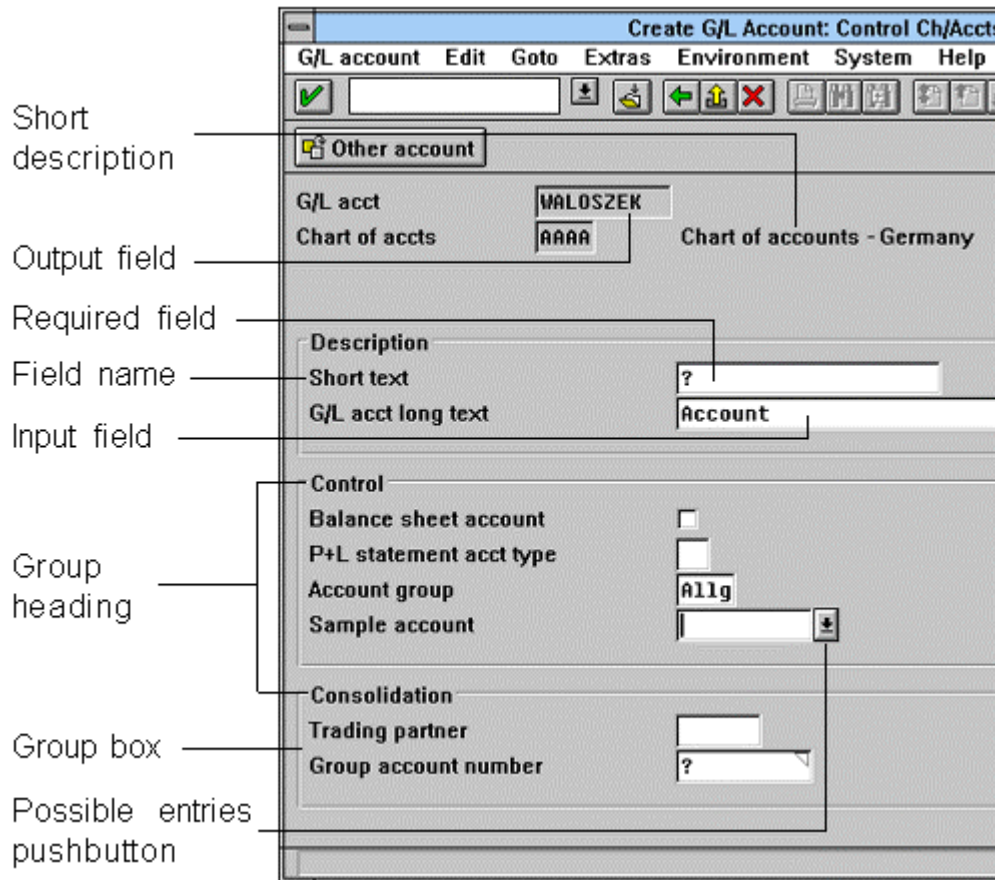 Create G/L Account: Control Ch/Accts
G/L account Edit Goto Extras Environment System Help
Short
description
Other account
G/L acct WALOSZEK
Chart of accts AAAA Chart of accounts - Germany
Output field
Required field
Description
Field name
Short text ?
G/L acct long text Account
Input field
Control
Balance sheet account
P+L statement acct type
Group
heading
Account group Allg
Sample account
Consolidation
Trading partner
Group box
Group account number ?
Possible entries
pushbutton